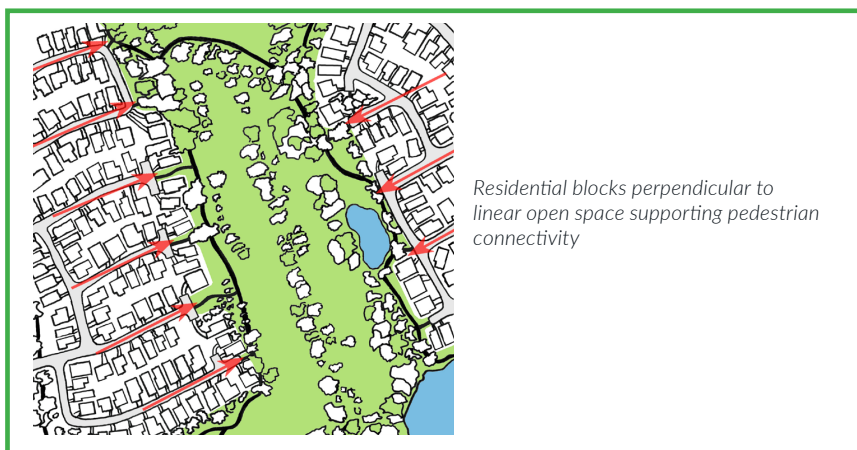 Residential blocks perpendicular to
linear open space supporting pedestrian
connectivity